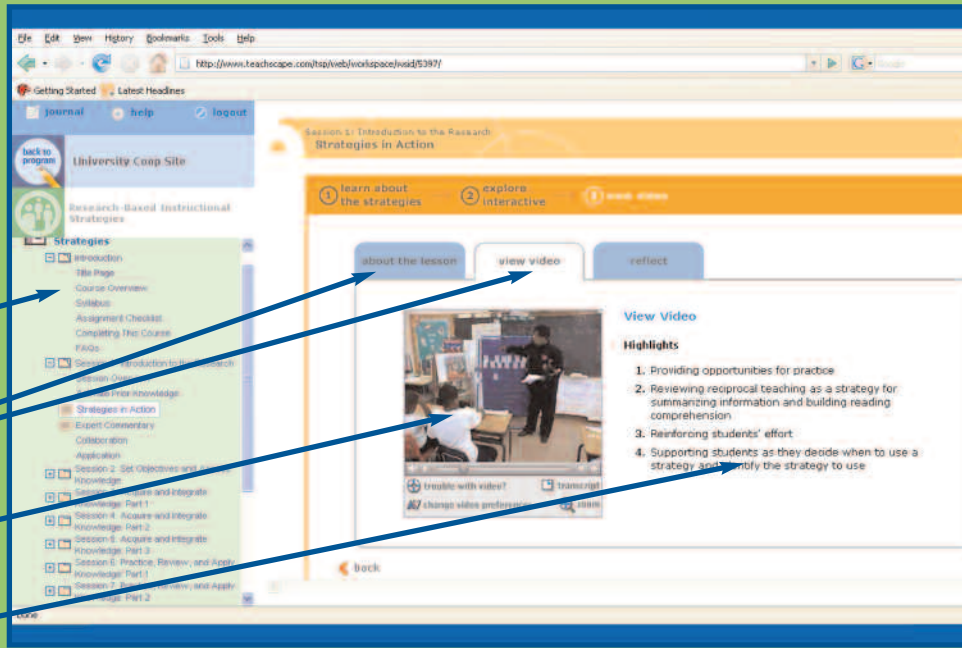 File Edit View History Bookmarks Tools Help
http://www.teachscape.com/tsp/web/workspace/wsid/5397/
Getting Started Latest Headlines
journal help logout
back to program
University Coop Site
Research-Based Instructional
Strategies
Strategies
Introduction
Title Page
Course Overview
Syllabus
Assignment Checklist
Completing This Course
FAQs
Session Introduction to the Research
Prior Knowledge
Strategies in Action
Expert Commentary
Collaboration
Application
Session 2: Set Objectives and
Knowledge
Acquire and Integrate
Knowledge: Part 1
Session 4: Acquire and Integrate
Knowledge: Part 2
Session 5: Acquire and Integrate
Knowledge: Part 3
Session 6: Practice, Review, and Apply
Knowledge: Part 1
Session 7: Review, and Apply
Knowledge: Part 2
Done
Session 1: Introduction to the Research
Strategies in Action
1 learn about
the strategies
2 explore
interactive
3 video
about the lesson
view video
reflect
trouble with video? transcript
change video preferences zoom
View Video
Highlights
1. Providing opportunities for practice
2. Reviewing reciprocal teaching as a strategy for
summarizing information and building reading
comprehension
3. Reinforcing students' effort
4. Supporting students as they decide when to use a
strategy and identify the strategy to use
Back